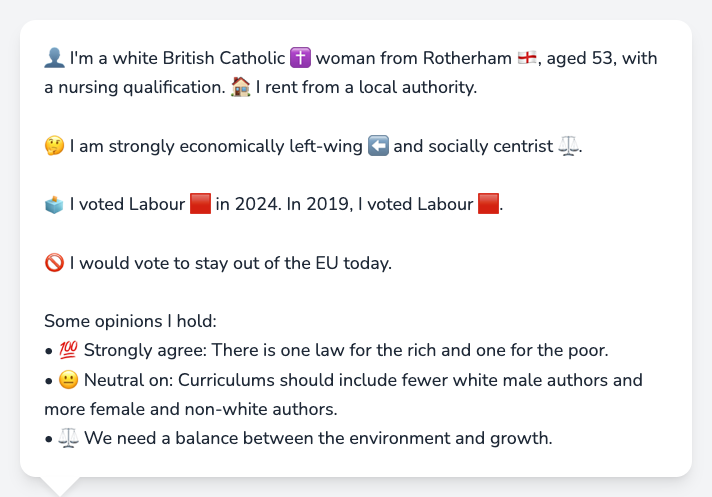 👤 I'm a white British Catholic ✝️ woman from Rotherham 🏴󠁧󠁢󠁥󠁮󠁧󠁿, aged 53, with
a nursing qualification. 🏠 I rent from a local authority.
🤔 I am strongly economically left-wing ⬅️ and socially centrist ⚖️.
🗳️ I voted Labour 🟥 in 2024. In 2019, I voted Labour 🟥.
🚫 I would vote to stay out of the EU today.
Some opinions I hold:
• 💯 Strongly agree: There is one law for the rich and one for the poor.
• 😐 Neutral on: Curriculums should include fewer white male authors and
more female and non-white authors.
• ⚖️ We need a balance between the environment and growth.